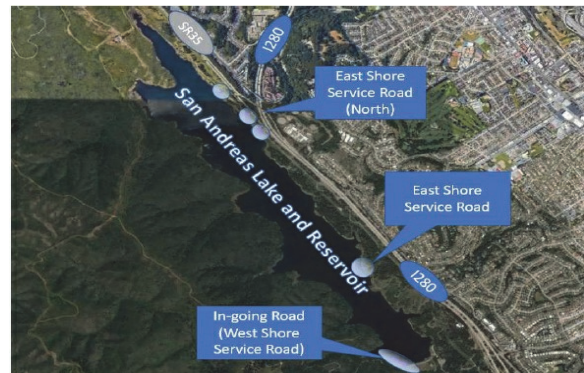 SR35
I280
East Shore
Service Road
(North)
San Andreas Lake and Reservoir
East Shore
Service Road
I280
In-going Road
(West Shore
Service Road)